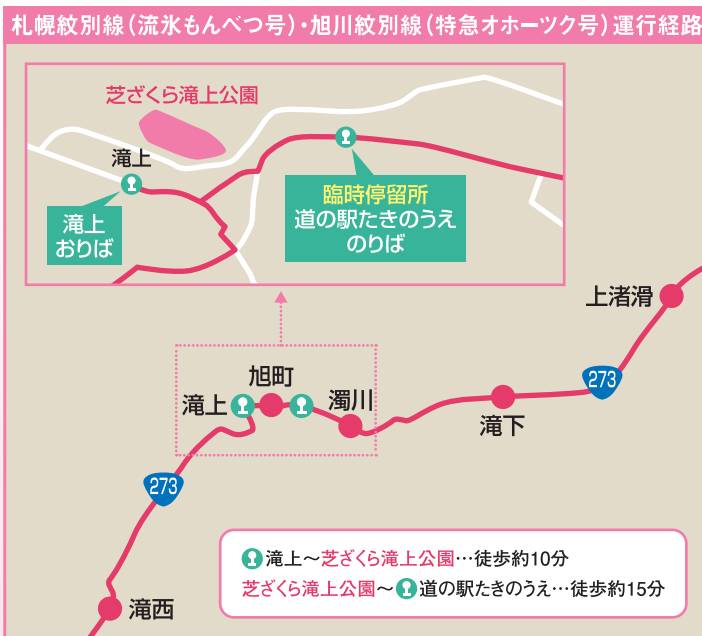 札幌紋別線（流氷もんべつ号）・旭川紋別線（特急オホーツク号）運行経路
芝ざくら滝上公園
滝上
滝上
おりば
臨時停留所
道の駅たきのうえ
のりば
上渚滑
273
旭町
滝上
濁川
滝下
273
滝西
滝上～芝ざくら滝上公園…徒歩約10分
芝ざくら滝上公園～道の駅たきのうえ…徒歩約15分